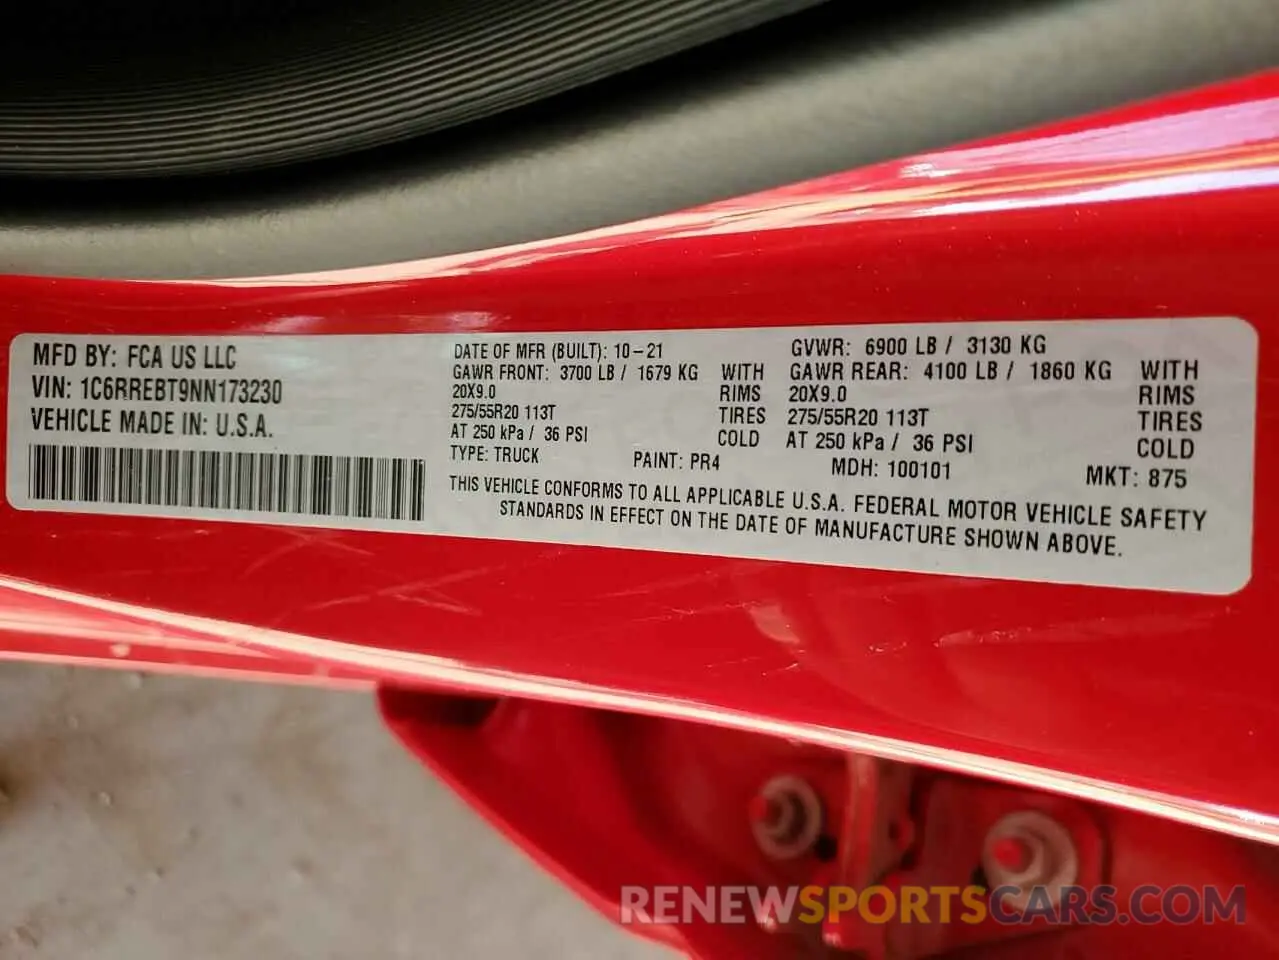 MFD BY: FCA US LLC
VIN: 1C6RREBT9NN173230
VEHICLE MADE IN: U.S.A.
DATE OF MFR (BUILT): 10-21 GVWR: 6900 LB / 3130 KG
GAWR FRONT: 3700 LB / 1679 KG WITH GAWR REAR: 4100 LB / 1860 KG WITH
20X9.0 RIMS 20X9.0 RIMS
275/55R20 113T TIRES 275/55R20 113T TIRES
AT 250 kPa / 36 PSI COLD AT 250 kPa / 36 PSI COLD
TYPE: TRUCK PAINT: PR4 MDH: 100101 MKT: 875
THIS VEHICLE CONFORMS TO ALL APPLICABLE U.S.A. FEDERAL MOTOR VEHICLE SAFETY
STANDARDS IN EFFECT ON THE DATE OF MANUFACTURE SHOWN ABOVE.
RENEWSPORTSCARS.COM